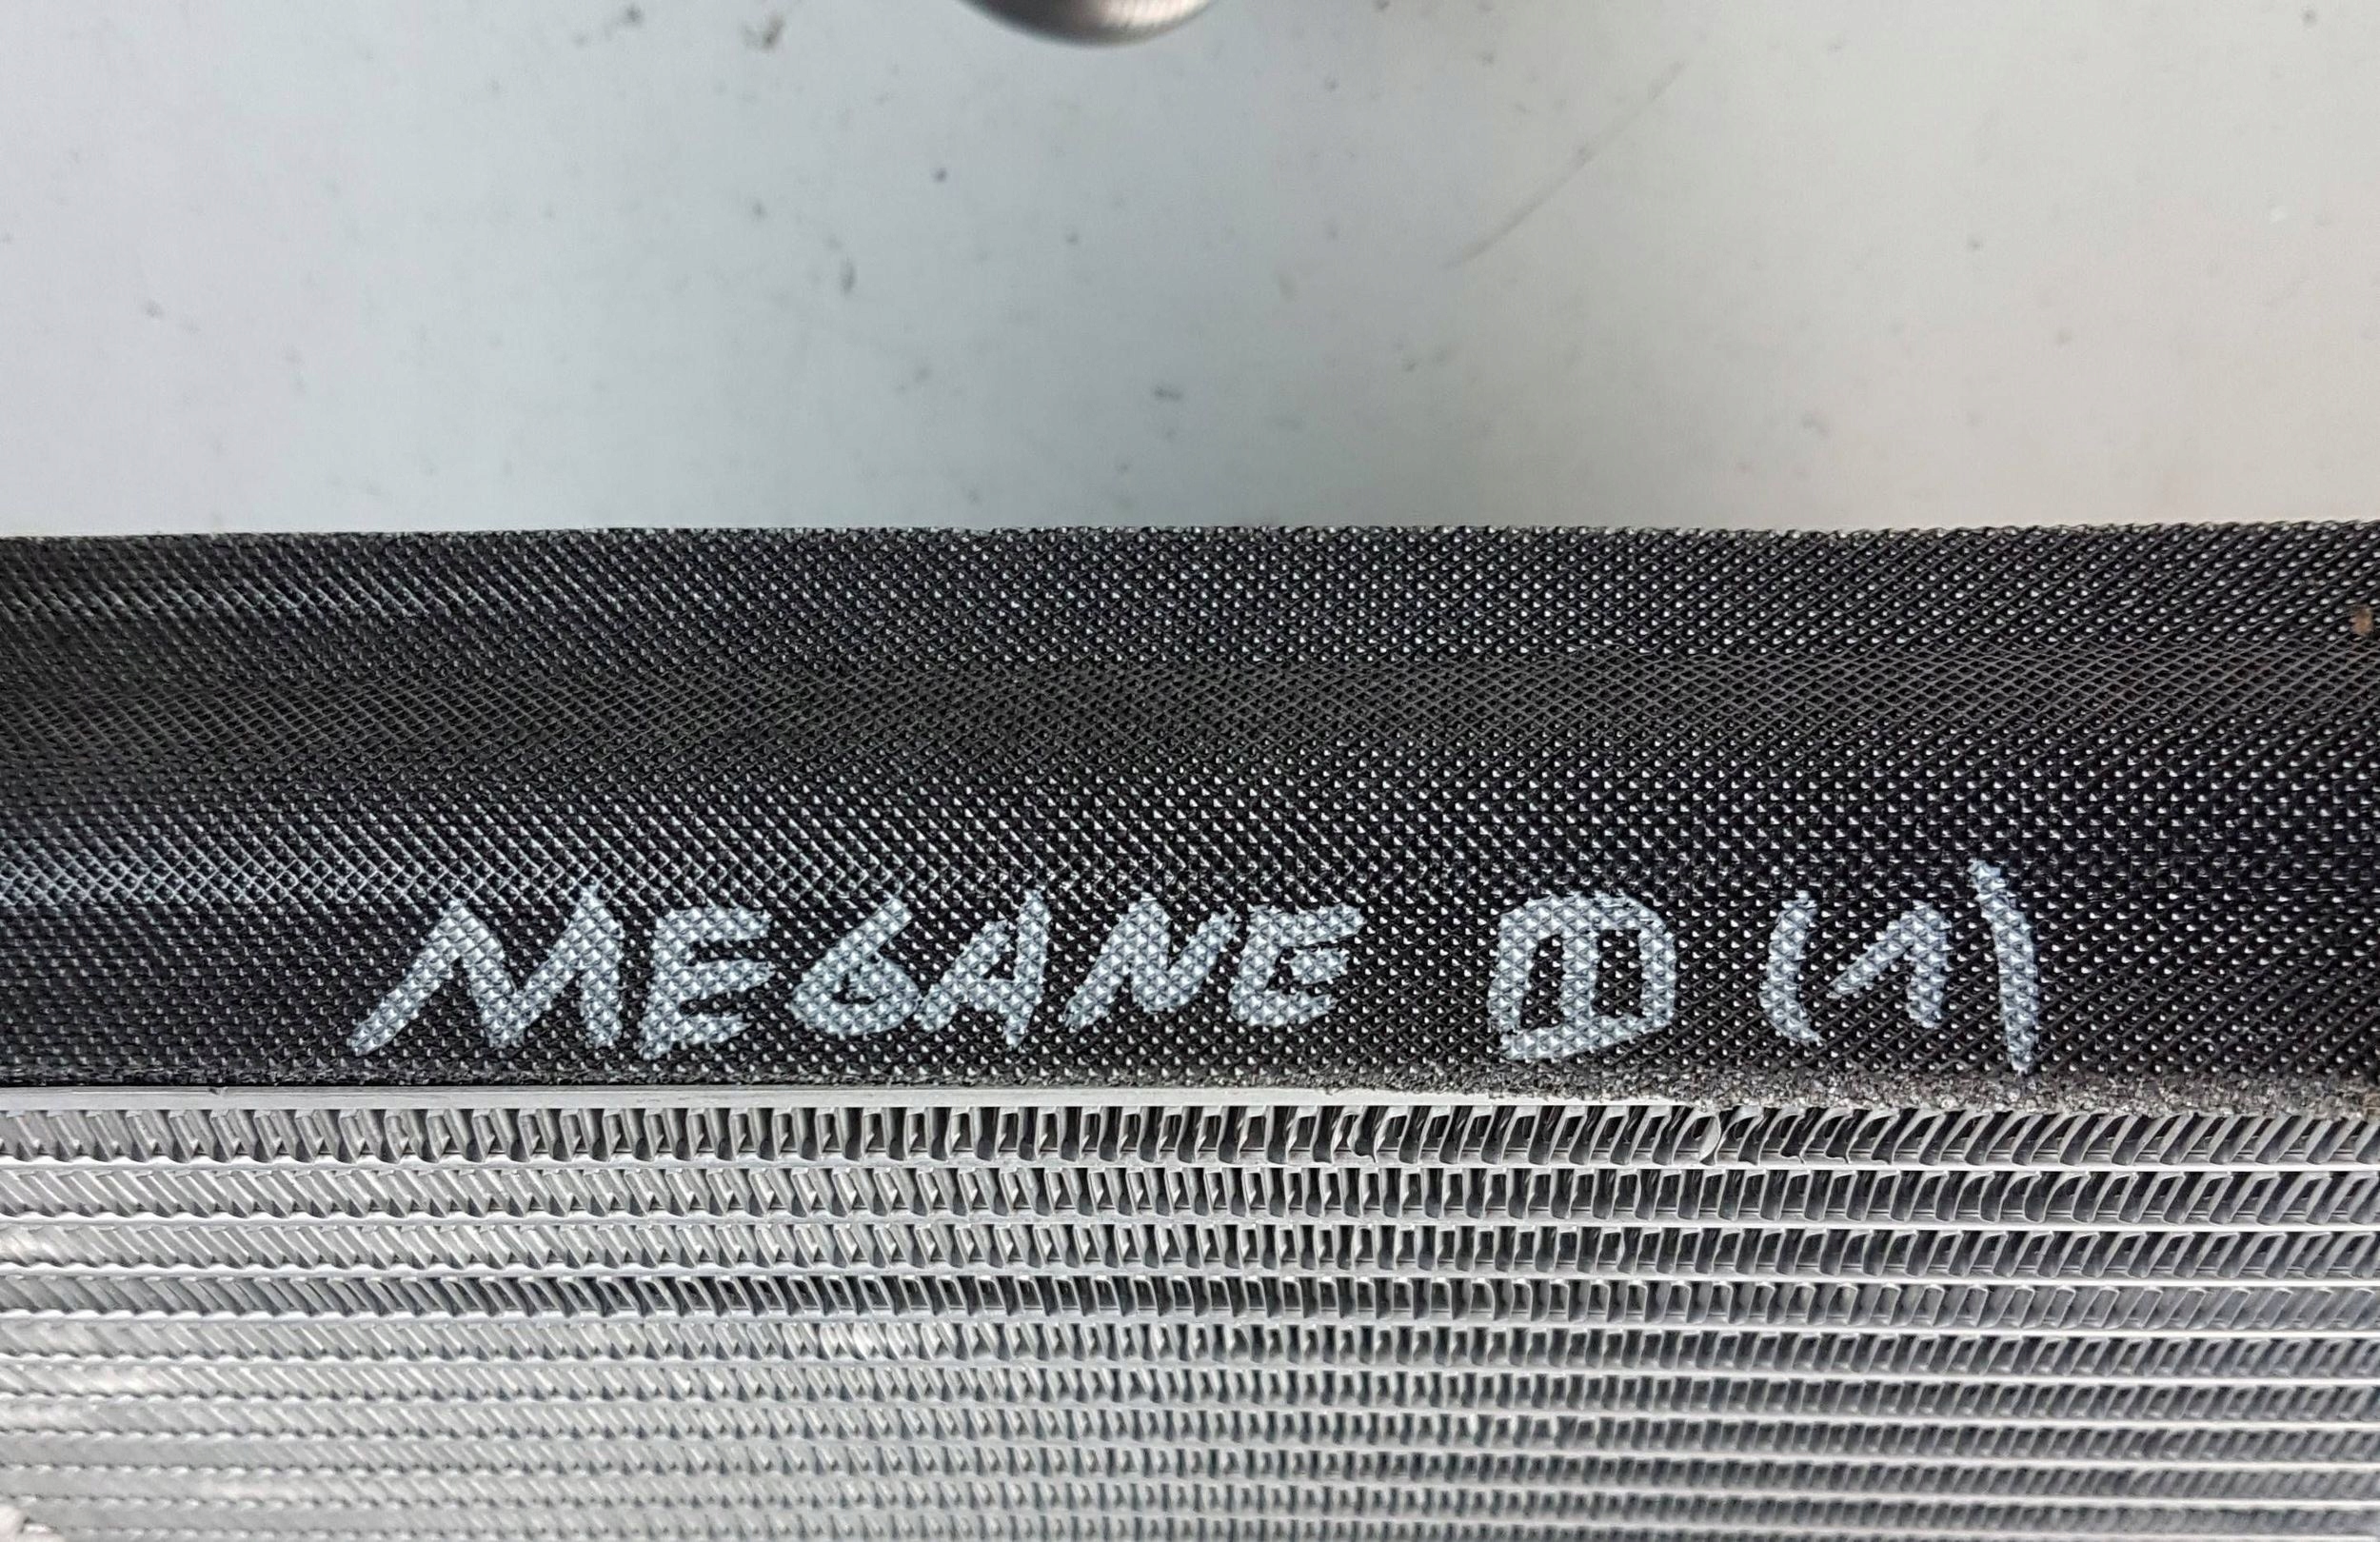 MEGANE III (1)